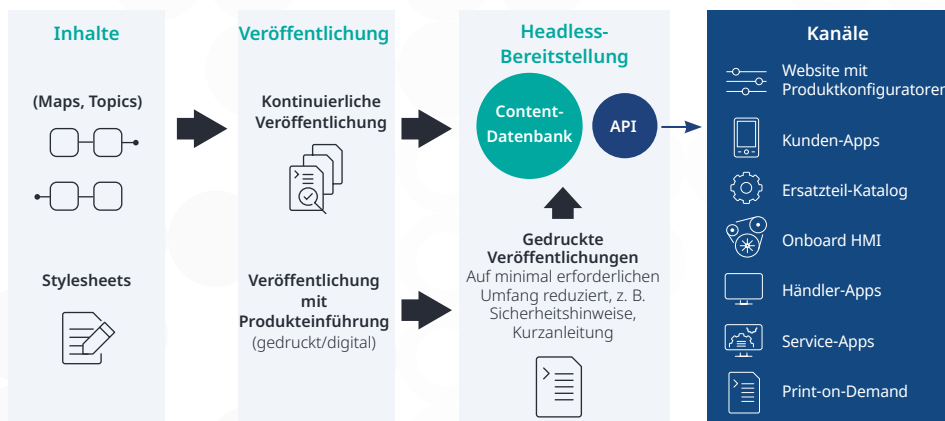 Inhalte
(Maps, Topics)
Stylesheets
Veröffentlichung
Kontinuierliche
Veröffentlichung
Veröffentlichung
mit
Produkteinführung
(gedruckt/digital)
Headless-
Bereitstellung
Content-
Datenbank
API
Gedruckte
Veröffentlichungen
Auf minimal erforderlichen
Umfang reduziert, z. B.
Sicherheitshinweise,
Kurzanleitung
Kanäle
Website mit
Produktkonfiguratoren
Kunden-Apps
Ersatzteil-Katalog
Onboard HMI
Händler-Apps
Service-Apps
Print-on-Demand